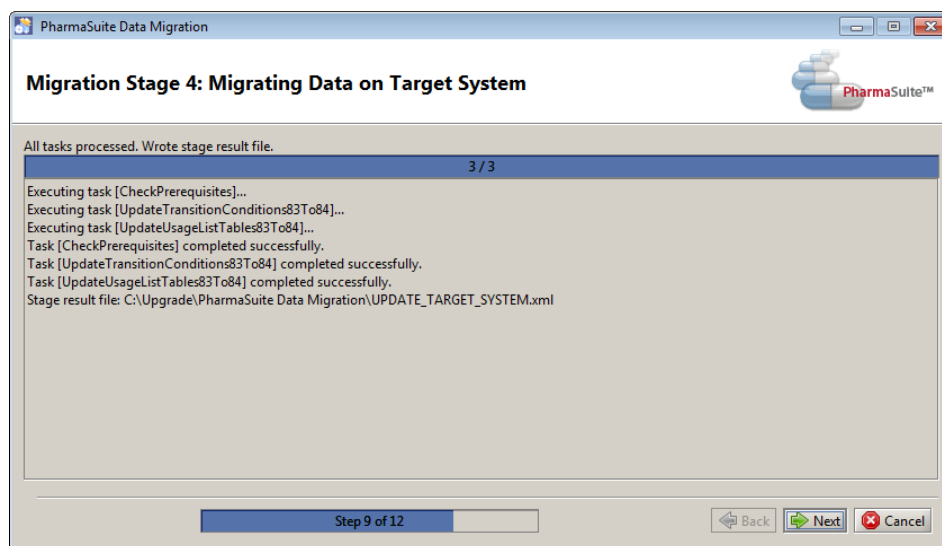 PharmaSuite Data Migration
Migration Stage 4: Migrating Data on Target System
PharmaSuite™
All tasks processed. Wrote stage result file.
3 / 3
Executing task [CheckPrerequisites]...
Executing task [UpdateTransitionConditions83To84]...
Executing task [UpdateUsageListTables83To84]...
Task [CheckPrerequisites] completed successfully.
Task [UpdateTransitionConditions83To84] completed successfully.
Task [UpdateUsageListTables83To84] completed successfully.
Stage result file: C:\Upgrade\PharmaSuite Data Migration\UPDATE_TARGET_SYSTEM.xml
Step 9 of 12
Back
Next
Cancel